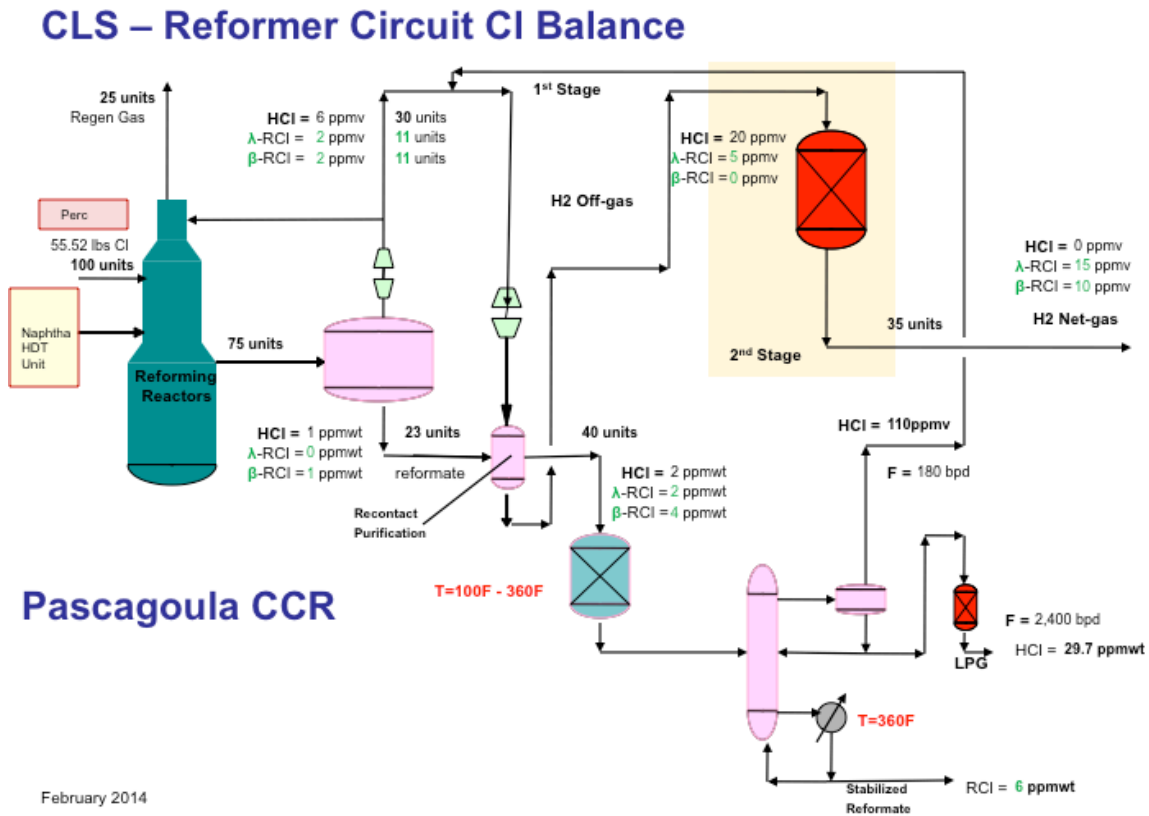 CLS – Reformer Circuit Cl Balance
25 units
Regen Gas
HCl = 6 ppmv
λ-RCl = 2 ppmv
β-RCl = 2 ppmv
30 units
11 units
11 units
1st Stage
HCl = 20 ppmv
λ-RCl = 5 ppmv
β-RCl = 0 ppmv
H2 Off-gas
Perc
55.52 lbs Cl
100 units
Naphtha
HDT
Unit
Reforming
Reactors
75 units
HCl = 0 ppmv
λ-RCl = 15 ppmv
β-RCl = 10 ppmv
35 units
H2 Net-gas
2nd Stage
HCl = 1 ppmwt
λ-RCl = 0 ppmwt
β-RCl = 1 ppmwt
23 units
reformate
40 units
HCl = 110ppmv
F = 180 bpd
HCl = 2 ppmwt
λ-RCl = 2 ppmwt
β-RCl = 4 ppmwt
Recontact
Purification
T=100F - 360F
Pascagoula CCR
F = 2,400 bpd
HCl = 29.7 ppmwt
LPG
T=360F
RCl = 6 ppmwt
Stabilized
Reformate
February 2014